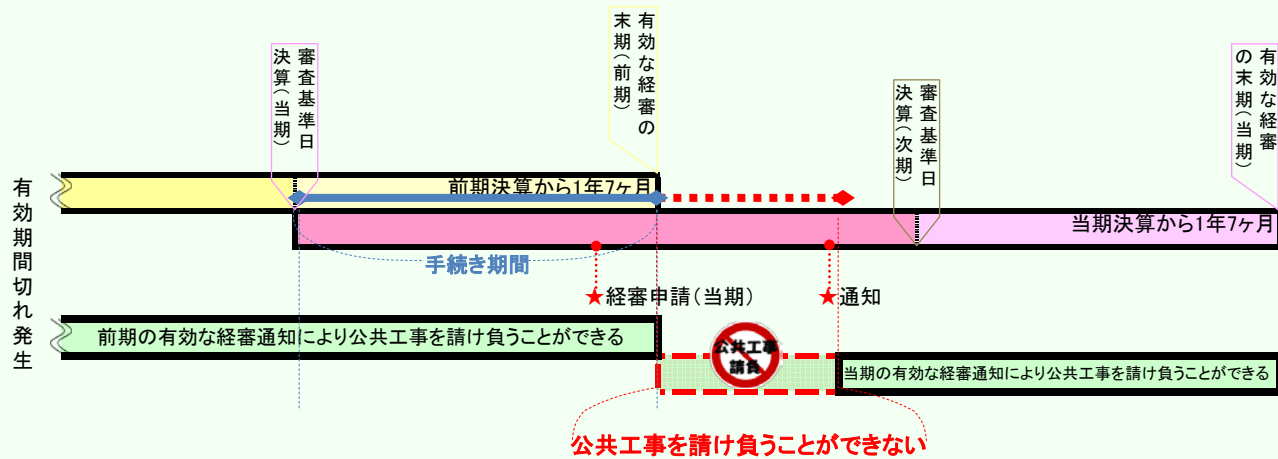 有効期間切れ発生
審査基準日
決算(当期)
有効な経審の
末期(前期)
審査基準日
決算(次期)
有効な経審
の末期(当期)
前期決算から1年7ヶ月
当期決算から1年7ヶ月
手続き期間
★経審申請(当期)
★通知
前期の有効な経審通知により公共工事を請け負うことができる
公共工事
請負
当期の有効な経審通知により公共工事を請け負うことができる
公共工事を請け負うことができない